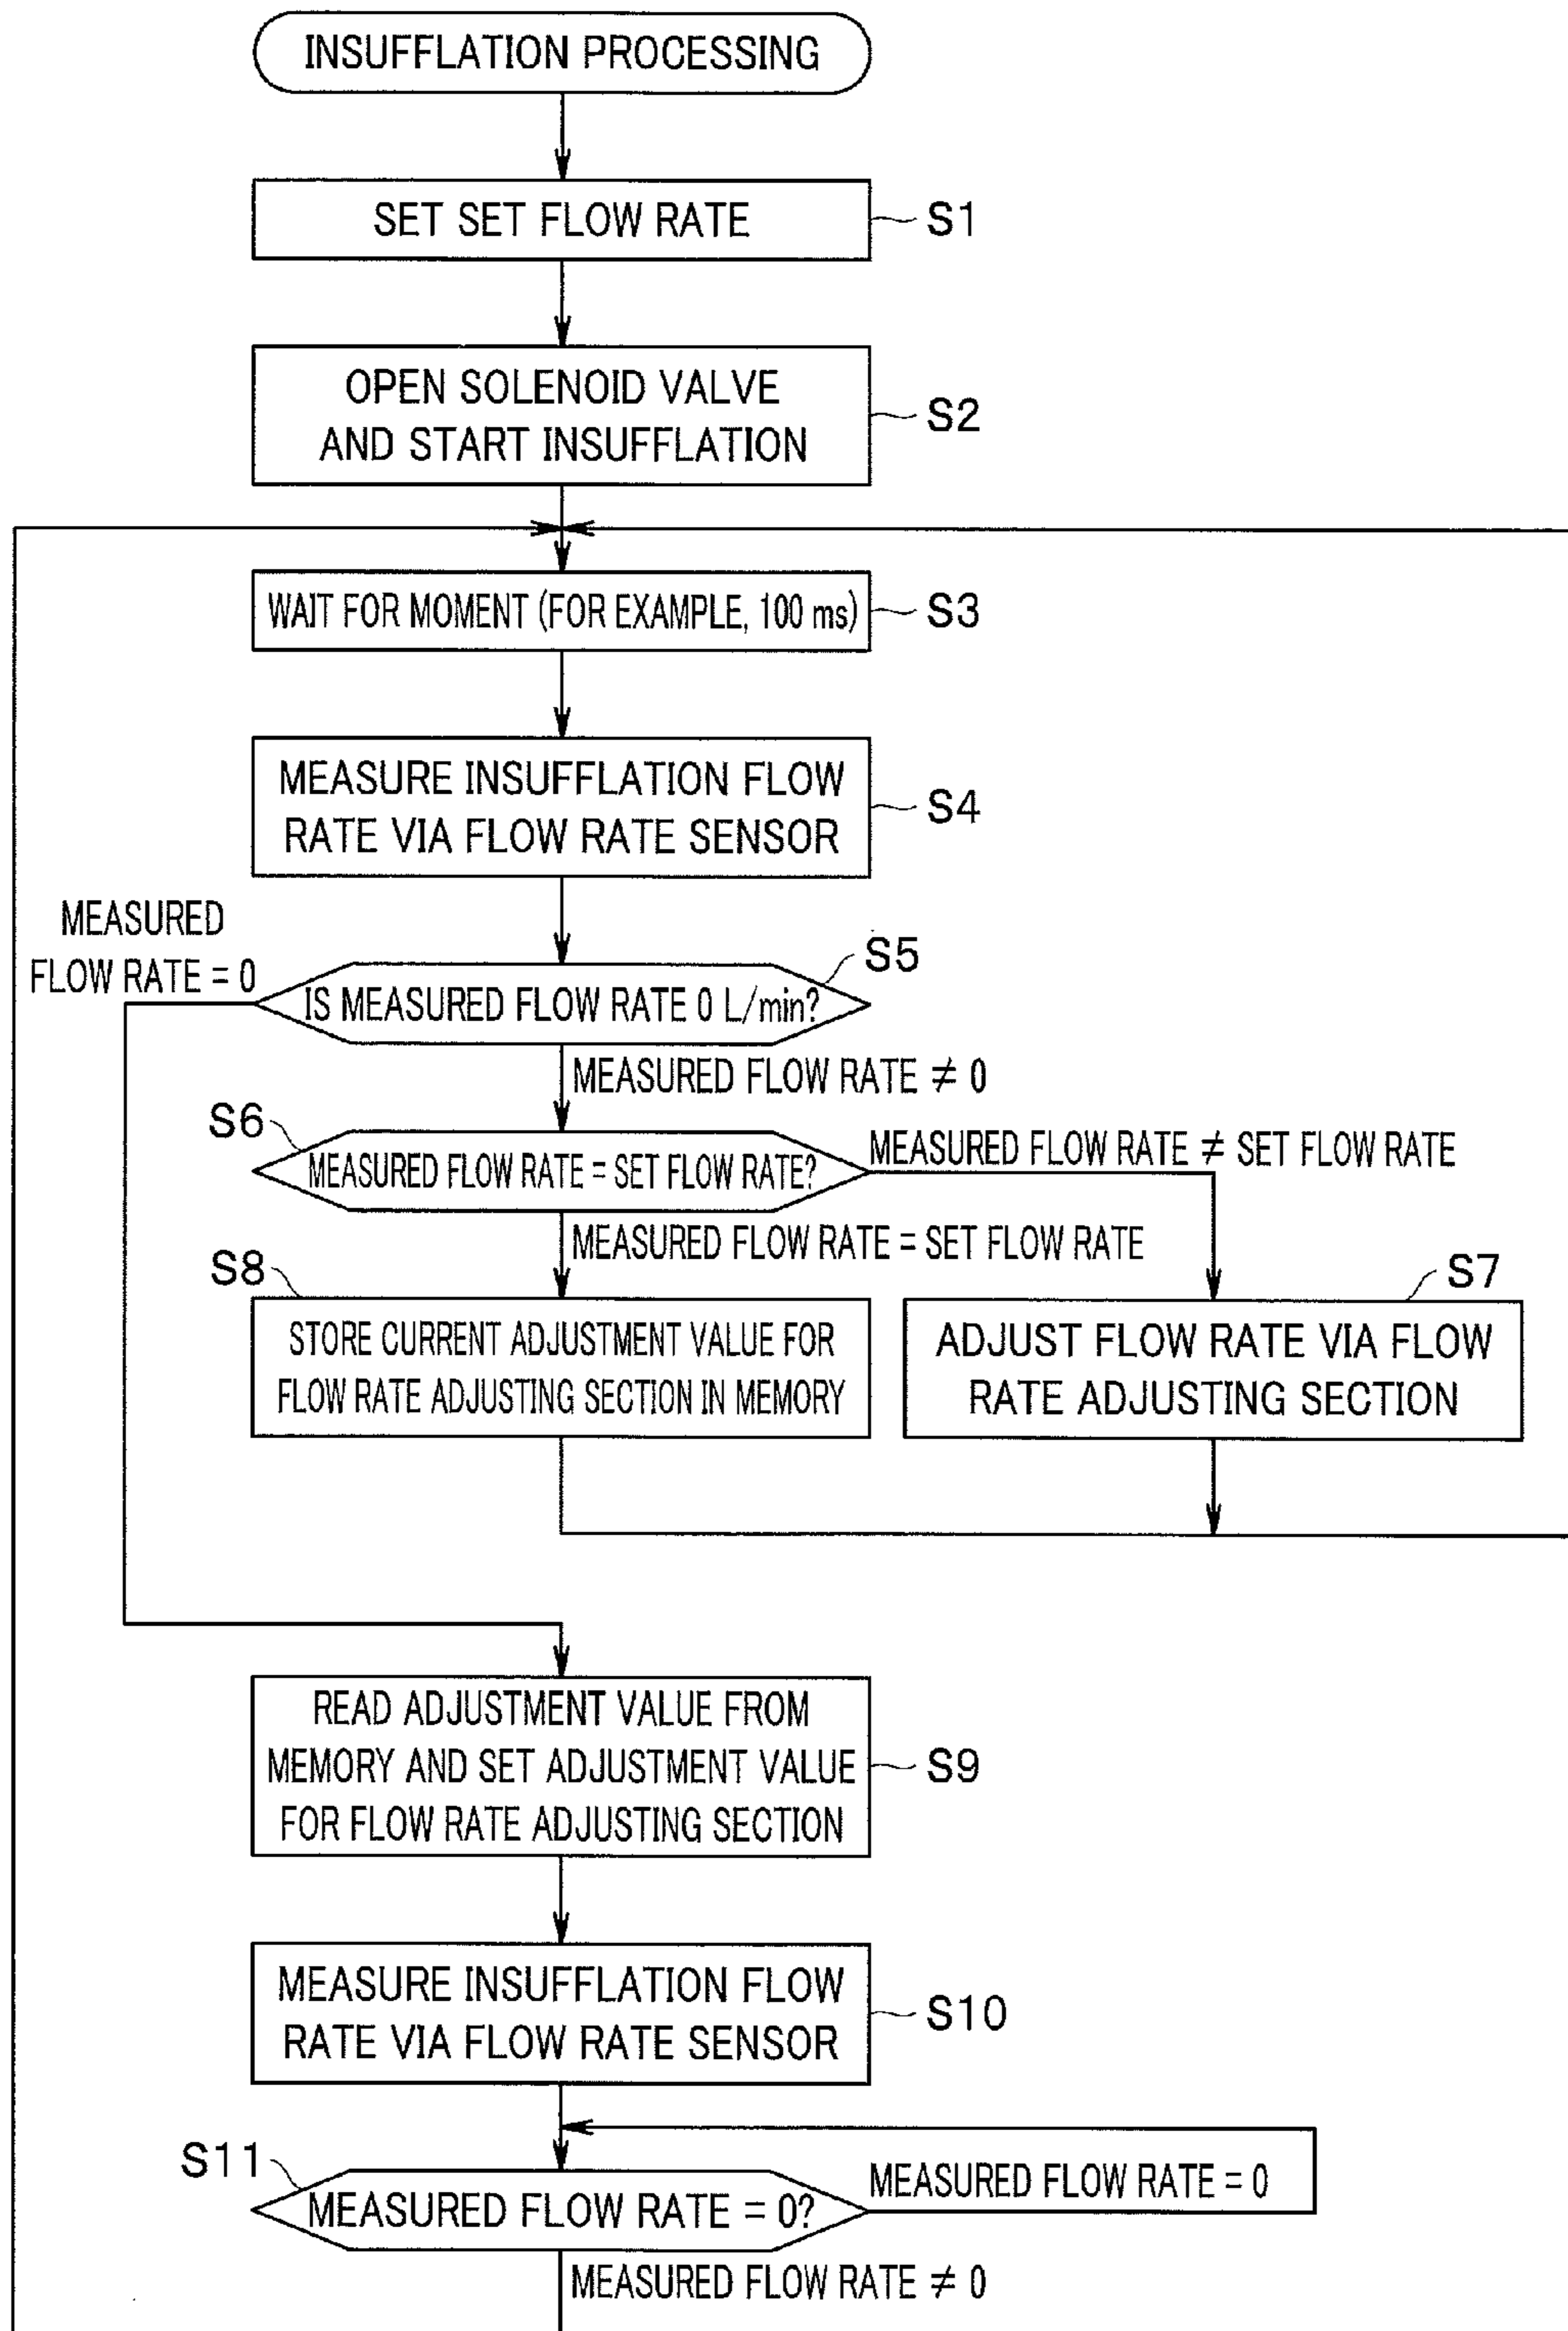 INSUFFLATION PROCESSING
SET SET FLOW RATE
S1
OPEN SOLENOID VALVE
AND START INSUFFLATION
S2
WAIT FOR MOMENT (FOR EXAMPLE, 100 ms)
S3
MEASURE INSUFFLATION FLOW
RATE VIA FLOW RATE SENSOR
S4
MEASURED
FLOW RATE = 0
S5
IS MEASURED FLOW RATE 0 L/min?
MEASURED FLOW RATE ≠ 0
S6
MEASURED FLOW RATE = SET FLOW RATE?
MEASURED FLOW RATE ≠ SET FLOW RATE
MEASURED FLOW RATE = SET FLOW RATE
S8
STORE CURRENT ADJUSTMENT VALUE FOR
FLOW RATE ADJUSTING SECTION IN MEMORY
S7
ADJUST FLOW RATE VIA FLOW
RATE ADJUSTING SECTION
READ ADJUSTMENT VALUE FROM
MEMORY AND SET ADJUSTMENT VALUE
FOR FLOW RATE ADJUSTING SECTION
S9
MEASURE INSUFFLATION FLOW
RATE VIA FLOW RATE SENSOR
S10
S11
MEASURED FLOW RATE = 0?
MEASURED FLOW RATE = 0
MEASURED FLOW RATE ≠ 0